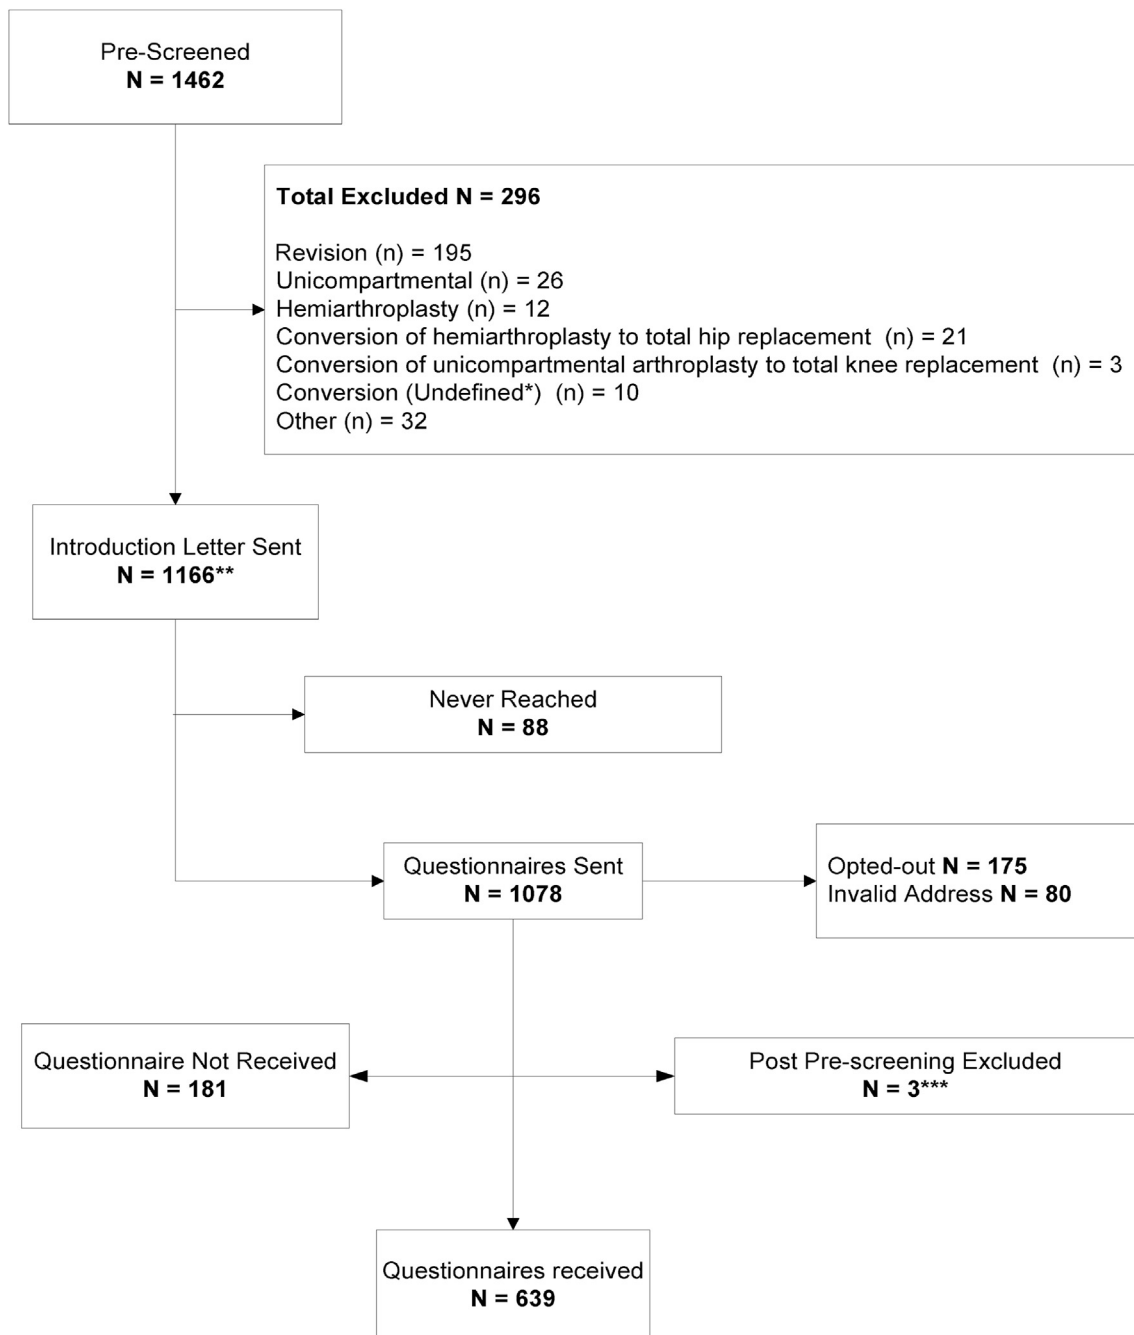 Pre-Screened
N = 1462
Total Excluded N = 296
Revision (n) = 195
Unicompartmental (n) = 26
Hemiarthroplasty (n) = 12
Conversion of hemiarthroplasty to total hip replacement (n) = 21
Conversion of unicompartmental arthroplasty to total knee replacement (n) = 3
Conversion (Undefined*) (n) = 10
Other (n) = 32
Introduction Letter Sent
N = 1166**
Never Reached
N = 88
Questionnaires Sent
N = 1078
Opted-out N = 175
Invalid Address N = 80
Questionnaire Not Received
N = 181
Post Pre-screening Excluded
N = 3***
Questionnaires received
N = 639